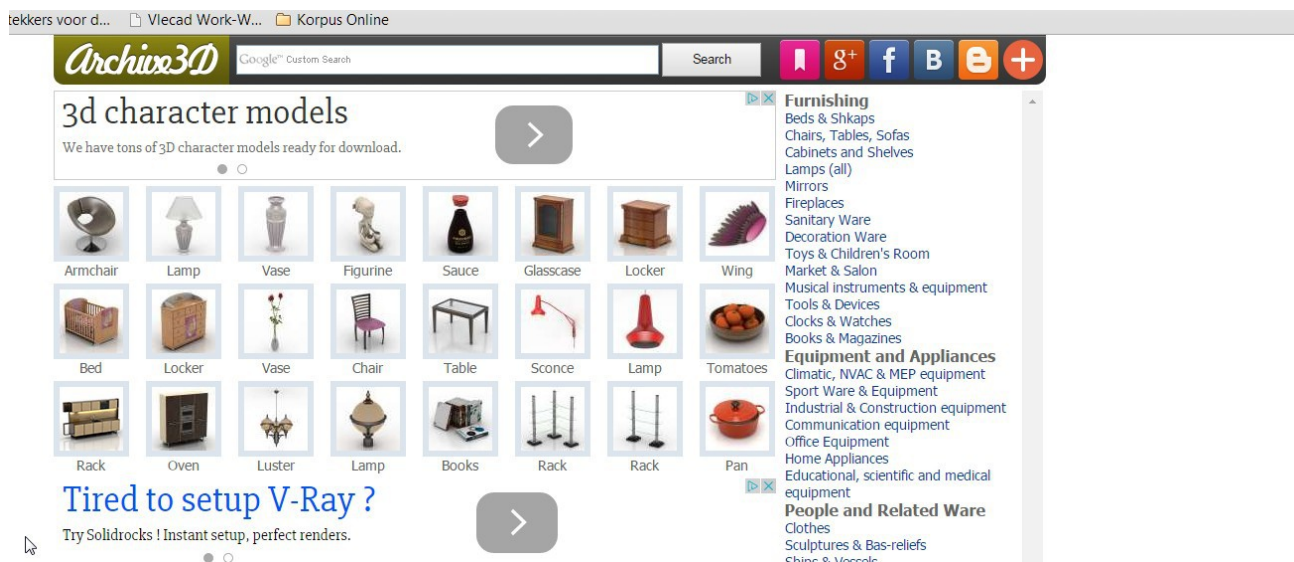 tekkers voor d... Vlecad Work-W... Korpus Online
Archive3D Google™ Custom Search Search
3d character models
We have tons of 3D character models ready for download.
Armchair Lamp Vase Figurine Sauce Glasscase Locker Wing
Bed Locker Vase Chair Table Sconce Lamp Tomatoes
Rack Oven Luster Lamp Books Rack Rack Pan
Tired to setup V-Ray ?
Try Solidrocks ! Instant setup, perfect renders.
Furnishing
Beds & Shkaps
Chairs, Tables, Sofas
Cabinets and Shelves
Lamps (all)
Mirrors
Fireplaces
Sanitary Ware
Decoration Ware
Toys & Children's Room
Market & Salon
Musical instruments & equipment
Tools & Devices
Clocks & Watches
Books & Magazines
Equipment and Appliances
Climatic, NVAC & MEP equipment
Sport Ware & Equipment
Industrial & Construction equipment
Communication equipment
Office Equipment
Home Appliances
Educational, scientific and medical
equipment
People and Related Ware
Clothes
Sculptures & Bas-reliefs
Ships & Vessels